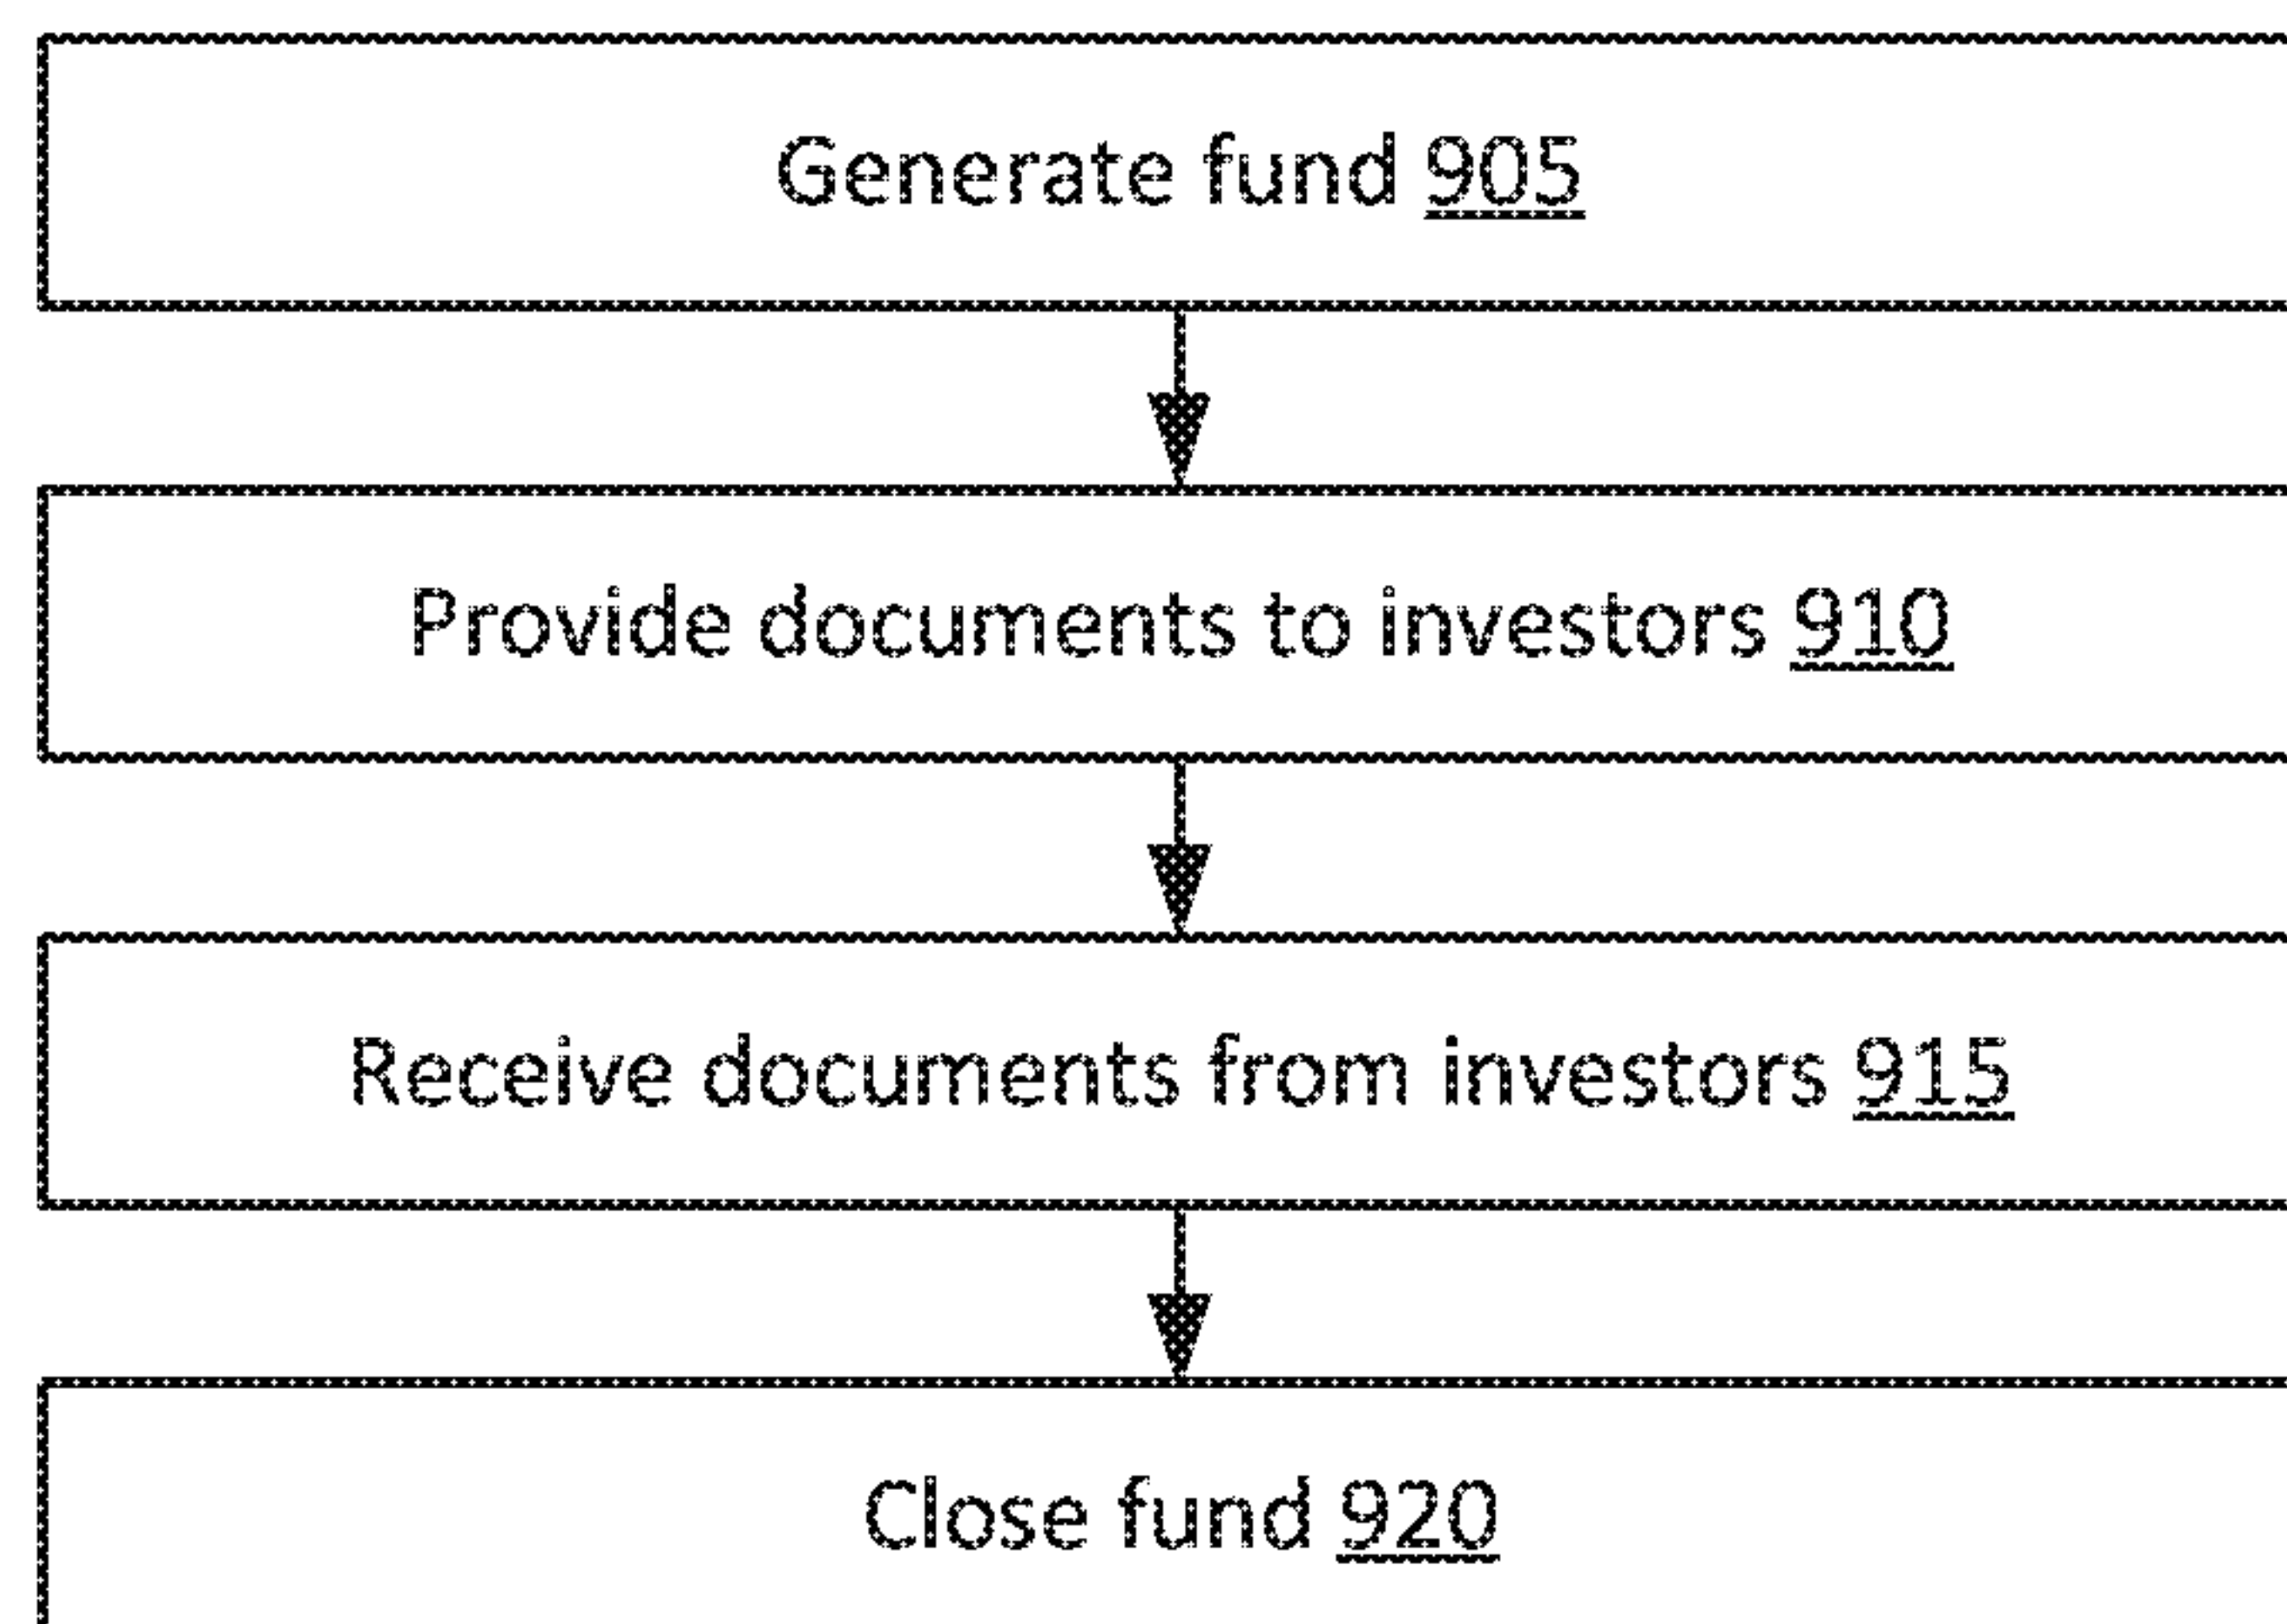 Generate fund 905
Provide documents to investors 910
Receive documents from investors 915
Close fund 920